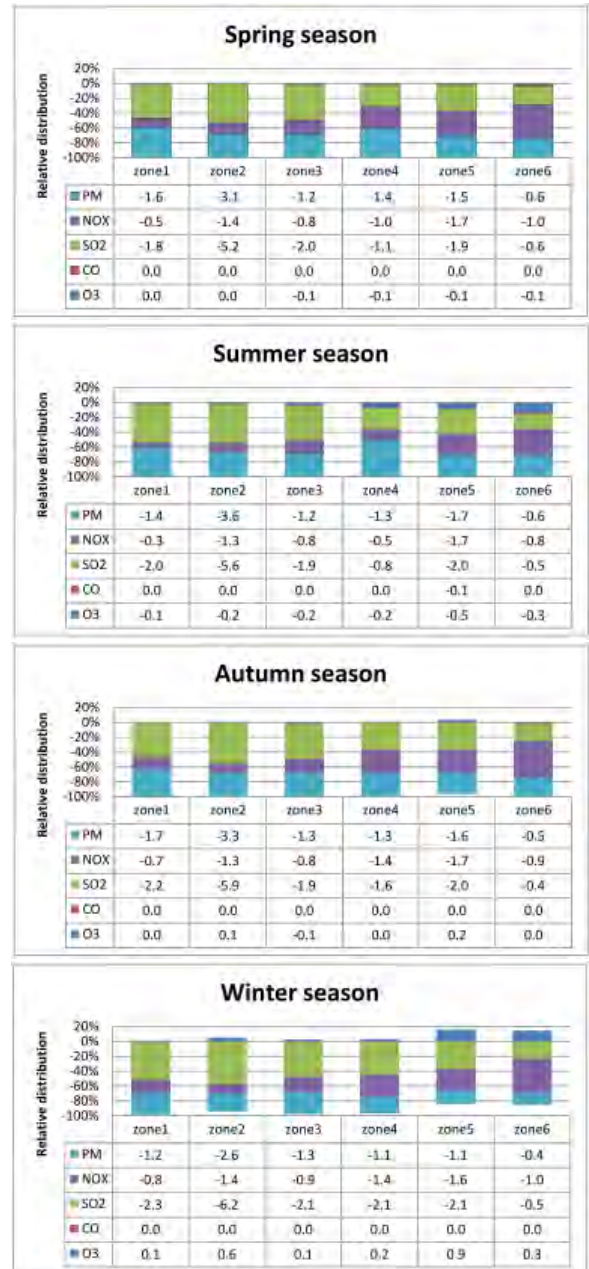 Spring season
Relative distribution
20%
0%
-20%
-40%
-60%
-80%
-100%
zone1 zone2 zone3 zone4 zone5 zone6
PM -1.6 -3.1 -1.2 -1.4 -1.5 -0.6
NOX -0.5 -1.4 -0.8 -1.0 -1.7 -1.0
SO2 -1.8 -5.2 -2.0 -1.1 -1.9 -0.6
CO 0.0 0.0 0.0 0.0 0.0 0.0
O3 0.0 0.0 -0.1 -0.1 -0.1 -0.1
Summer season
Relative distribution
20%
0%
-20%
-40%
-60%
-80%
-100%
zone1 zone2 zone3 zone4 zone5 zone6
PM -1.4 -3.6 -1.2 -1.3 -1.7 -0.6
NOX -0.3 -1.3 -0.8 -0.5 -1.7 -0.8
SO2 -2.0 -5.6 -1.9 -0.8 -2.0 -0.5
CO 0.0 0.0 0.0 0.0 -0.1 0.0
O3 -0.1 -0.2 -0.2 -0.2 -0.5 -0.3
Autumn season
Relative distribution
20%
0%
-20%
-40%
-60%
-80%
-100%
zone1 zone2 zone3 zone4 zone5 zone6
PM -1.7 -3.3 -1.3 -1.3 -1.6 -0.5
NOX -0.7 -1.3 -0.8 -1.4 -1.7 -0.9
SO2 -2.2 -5.9 -1.9 -1.6 -2.0 -0.4
CO 0.0 0.0 0.0 0.0 0.0 0.0
O3 0.0 0.1 -0.1 0.0 0.2 0.0
Winter season
Relative distribution
20%
0%
-20%
-40%
-60%
-80%
-100%
zone1 zone2 zone3 zone4 zone5 zone6
PM -1.2 -2.6 -1.3 -1.1 -1.1 -0.4
NOX -0.8 -1.4 -0.9 -1.4 -1.6 -1.0
SO2 -2.3 -6.2 -2.1 -2.1 -2.1 -0.5
CO 0.0 0.0 0.0 0.0 0.0 0.0
O3 0.1 0.6 0.1 0.2 0.9 0.3